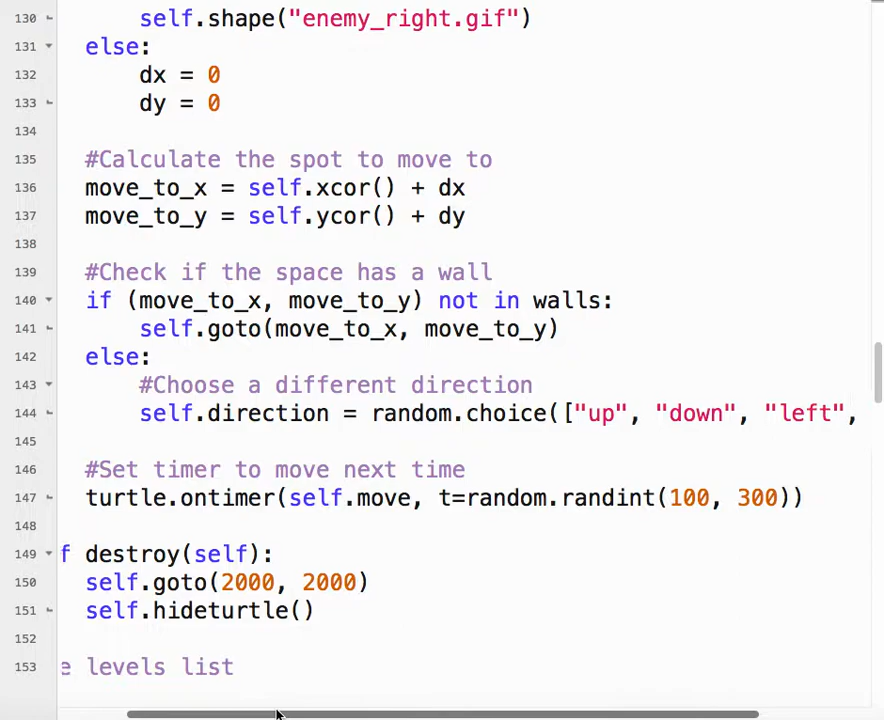 130 self.shape("enemy_right.gif")
131 else:
132 dx = 0
133 dy = 0
134
135 #Calculate the spot to move to
136 move_to_x = self.xcor() + dx
137 move_to_y = self.ycor() + dy
138
139 #Check if the space has a wall
140 if (move_to_x, move_to_y) not in walls:
141 self.goto(move_to_x, move_to_y)
142 else:
143 #Choose a different direction
144 self.direction = random.choice(["up", "down", "left",
145
146 #Set timer to move next time
147 turtle.ontimer(self.move, t=random.randint(100, 300))
148
149 f destroy(self):
150 self.goto(2000, 2000)
151 self.hideturtle()
152
153 e levels list